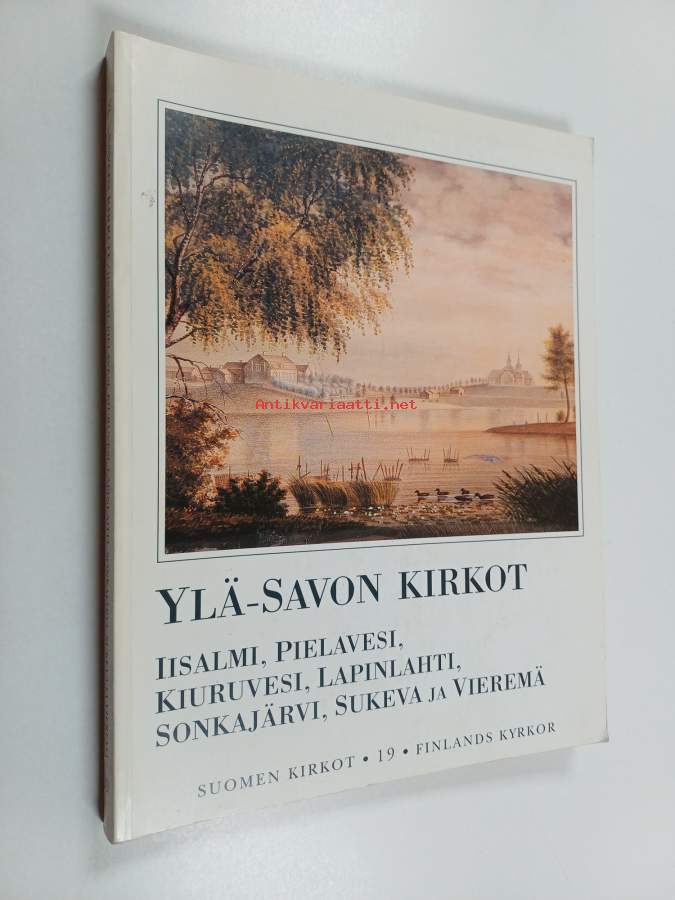 Antikvariaatti.net
YLÄ-SAVON KIRKOT
IISALMI, PIELAVESI,
KIURUVESI, LAPINLAHTI,
SONKAJÄRVI, SUKEVA JA VIEREMÄ
SUOMEN KIRKOT • 19 • FINLANDS KYRKOR